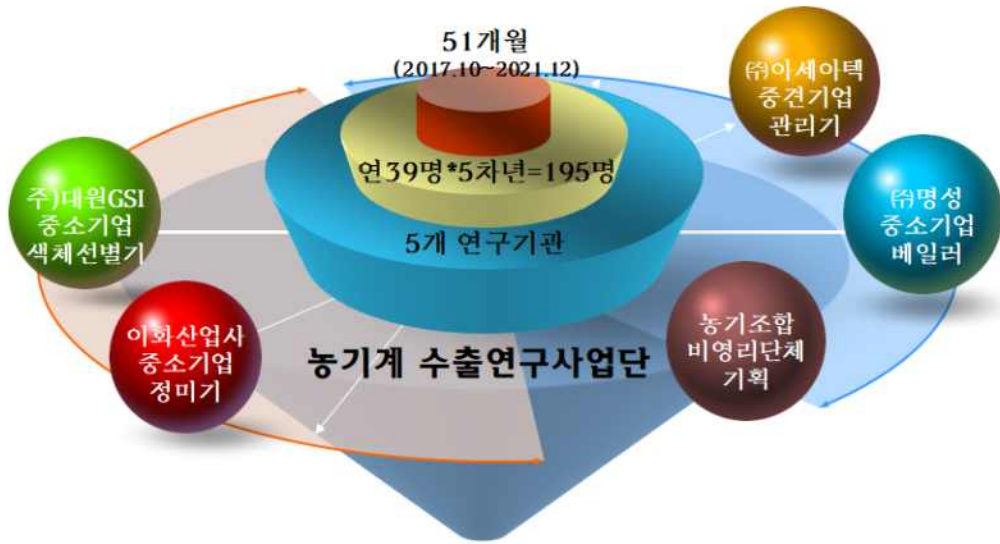 51개월
(2017.10~2021.12)
연39명*5차년=195명
5개 연구기관
농기계 수출연구사업단
㈜아세아텍
중견기업
관리기
㈜명성
중소기업
베일러
농기조합
비영리단체
기획
이화산업사
중소기업
정미기
주)대원GSI
중소기업
색체선별기